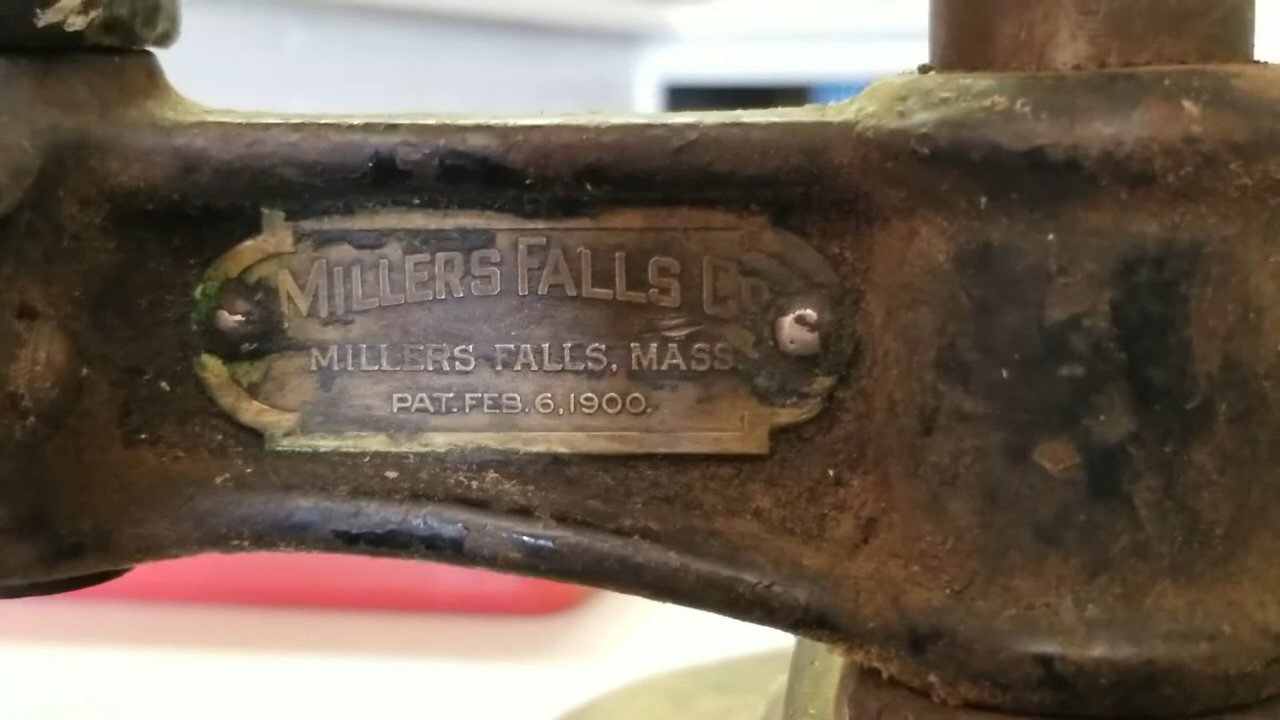 MILLERS FALLS Co
MILLERS FALLS, MASS.
PAT. FEB. 6, 1900.